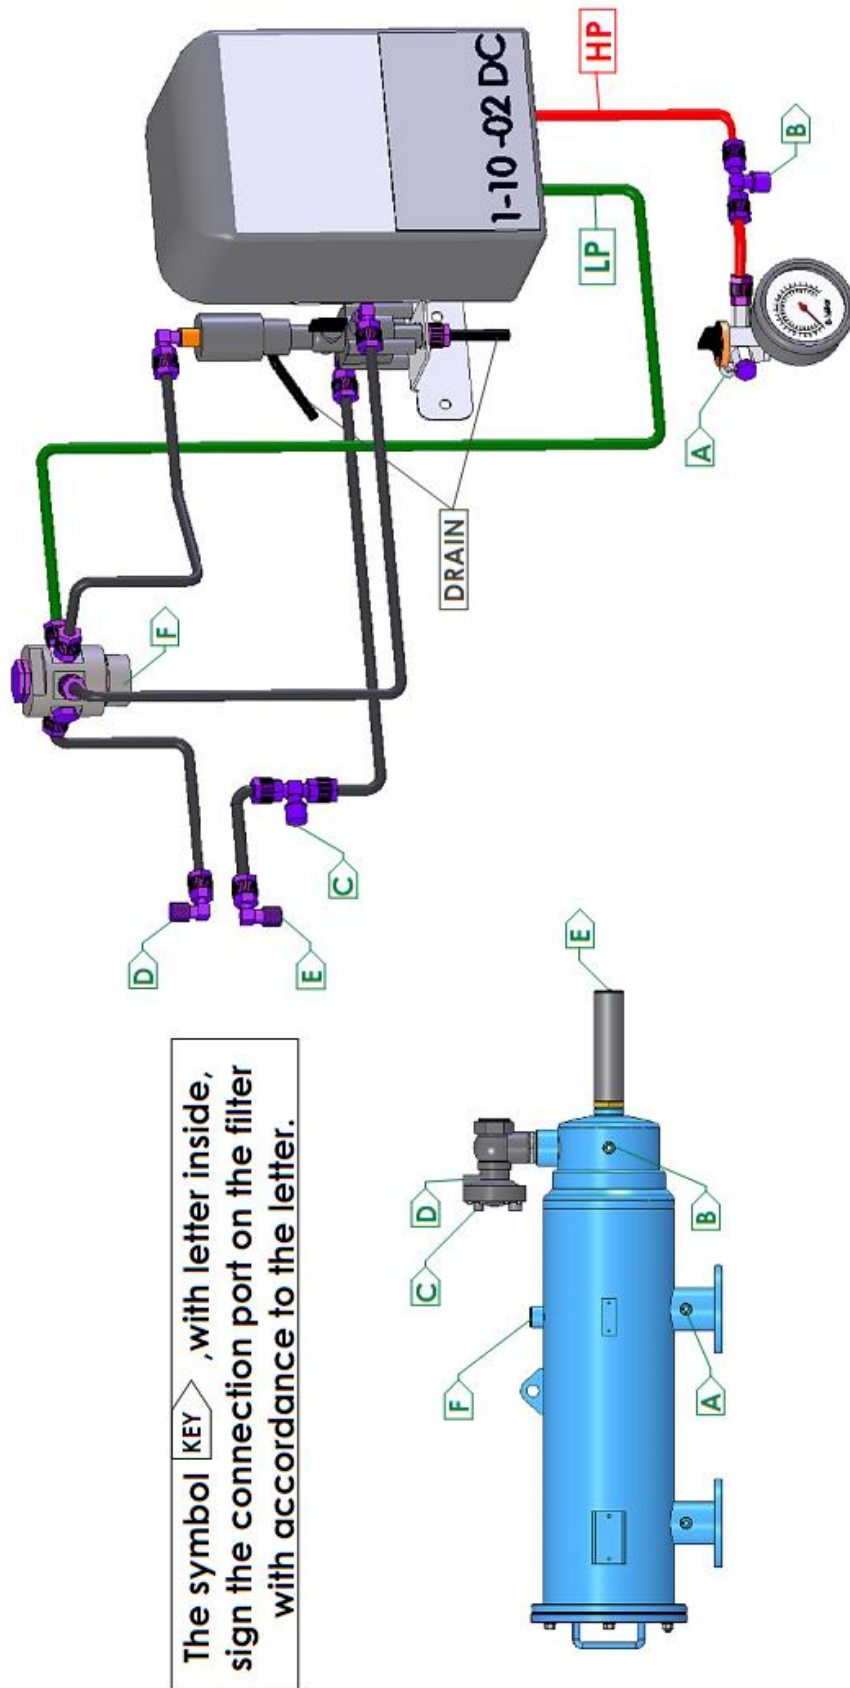 The symbol KEY ,with letter inside,
sign the connection port on the filter
with accordance to the letter.
D
E
C
F
DRAIN
1-10 -02 DC
LP
HP
A
B
C
D
F
E
A
B